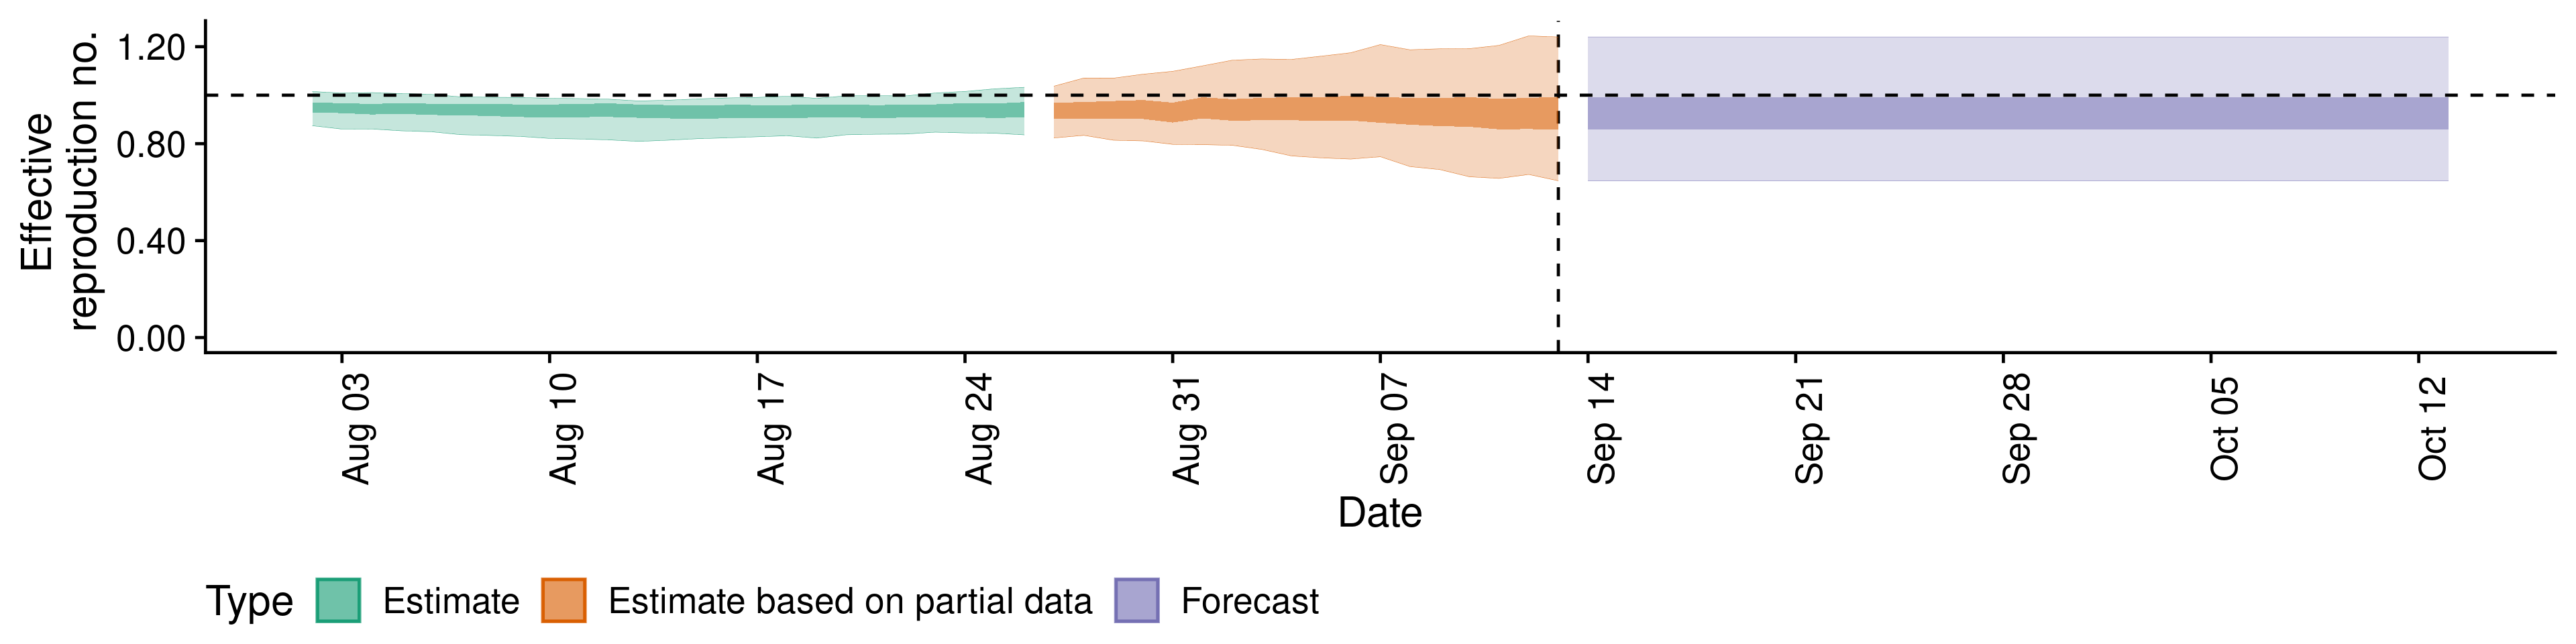 Effective
reproduction no.
1.20
0.80
0.40
0.00
Aug 03
Aug 10
Aug 17
Aug 24
Aug 31
Sep 07
Sep 14
Sep 21
Sep 28
Oct 05
Oct 12
Date
Type Estimate Estimate based on partial data Forecast